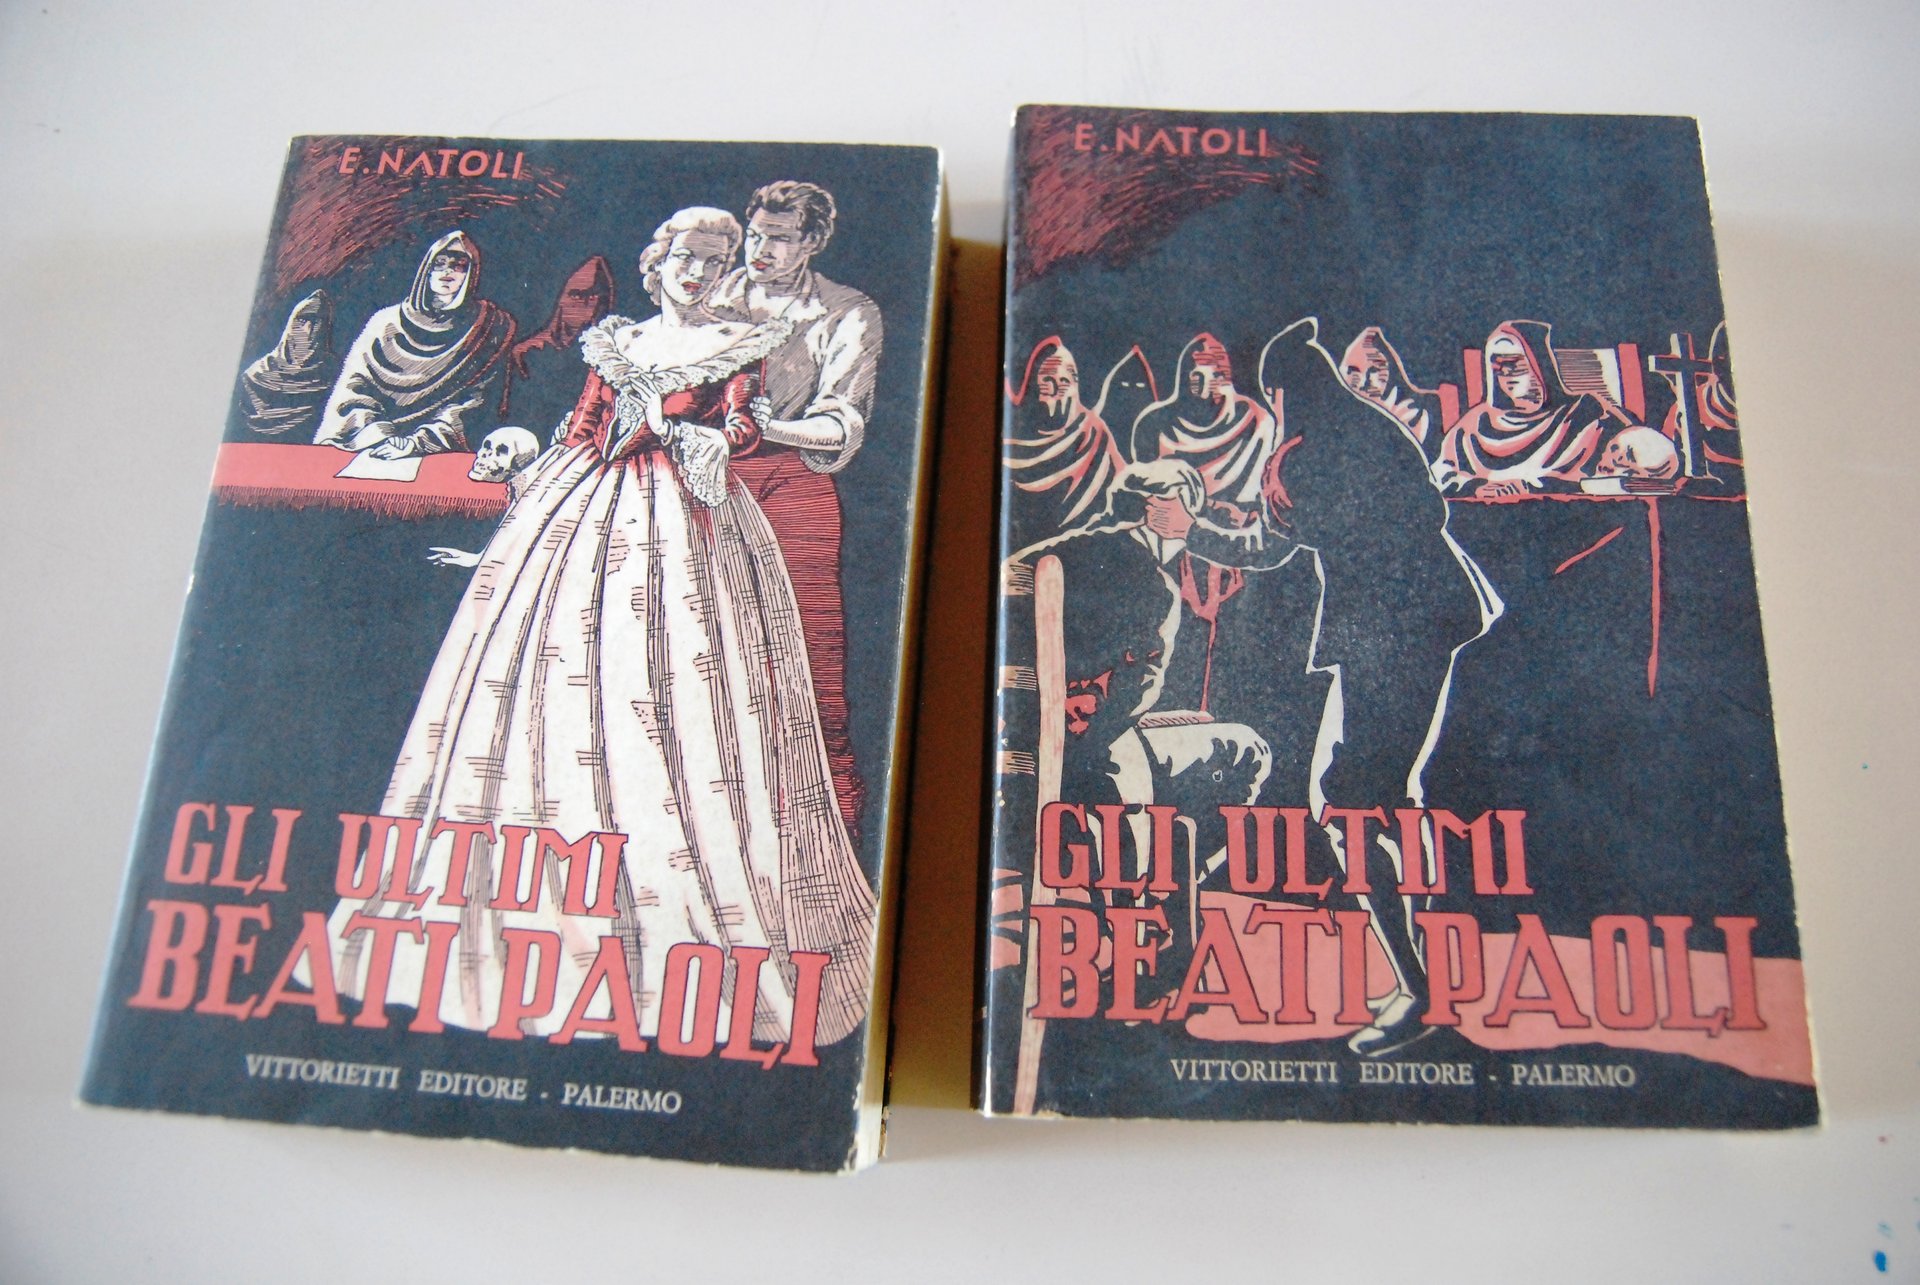 E. NATOLI
GLI ULTIMI
BEATI PAOLI
VITTORIETTI EDITORE - PALERMO
E. NATOLI
GLI ULTIMI
BEATI PAOLI
VITTORIETTI EDITORE - PALERMO